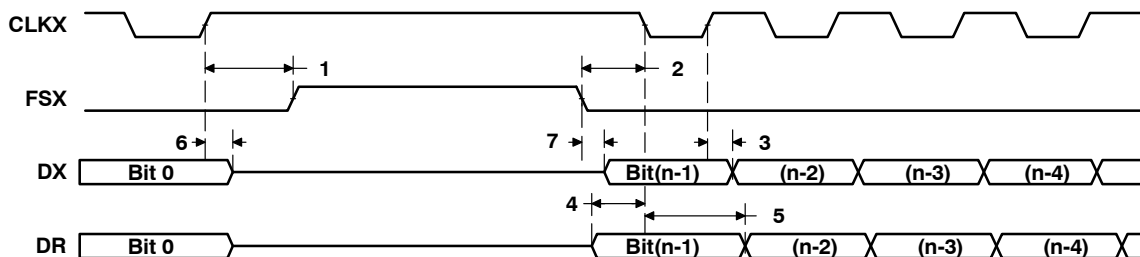 CLKX
1 2
FSX
6 7 3
DX Bit 0 Bit(n-1) (n-2) (n-3) (n-4)
4 5
DR Bit 0 Bit(n-1) (n-2) (n-3) (n-4)